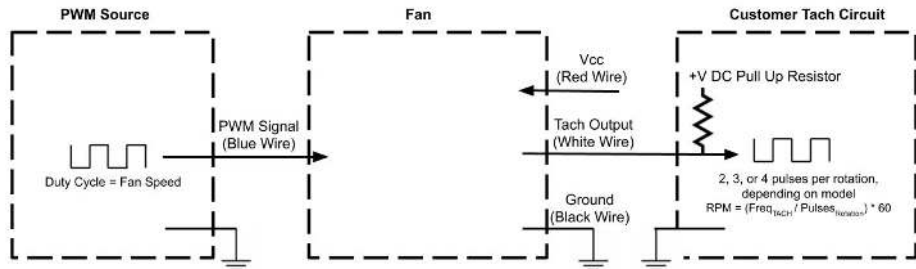 PWM Source
Fan
Customer Tach Circuit
Vcc
(Red Wire)
+V DC Pull Up Resistor
PWM Signal
(Blue Wire)
Tach Output
(White Wire)
Duty Cycle = Fan Speed
2, 3, or 4 pulses per rotation,
depending on model
RPM = (Freq_TACH / Pulses_Rotation) * 60
Ground
(Black Wire)